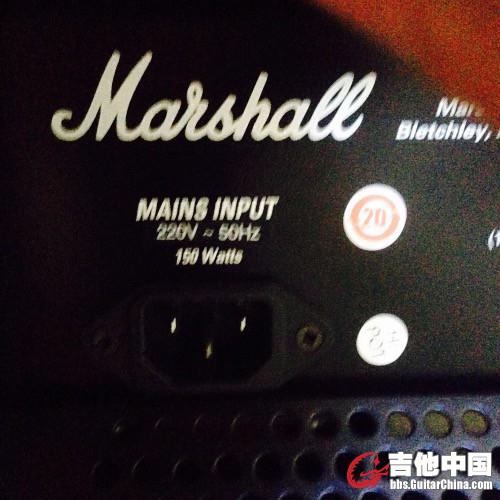 Marshall
Bletchley,
MAINS INPUT
220V ~ 50Hz
150 Watts
20
吉他中国
bbs.GuitarChina.com